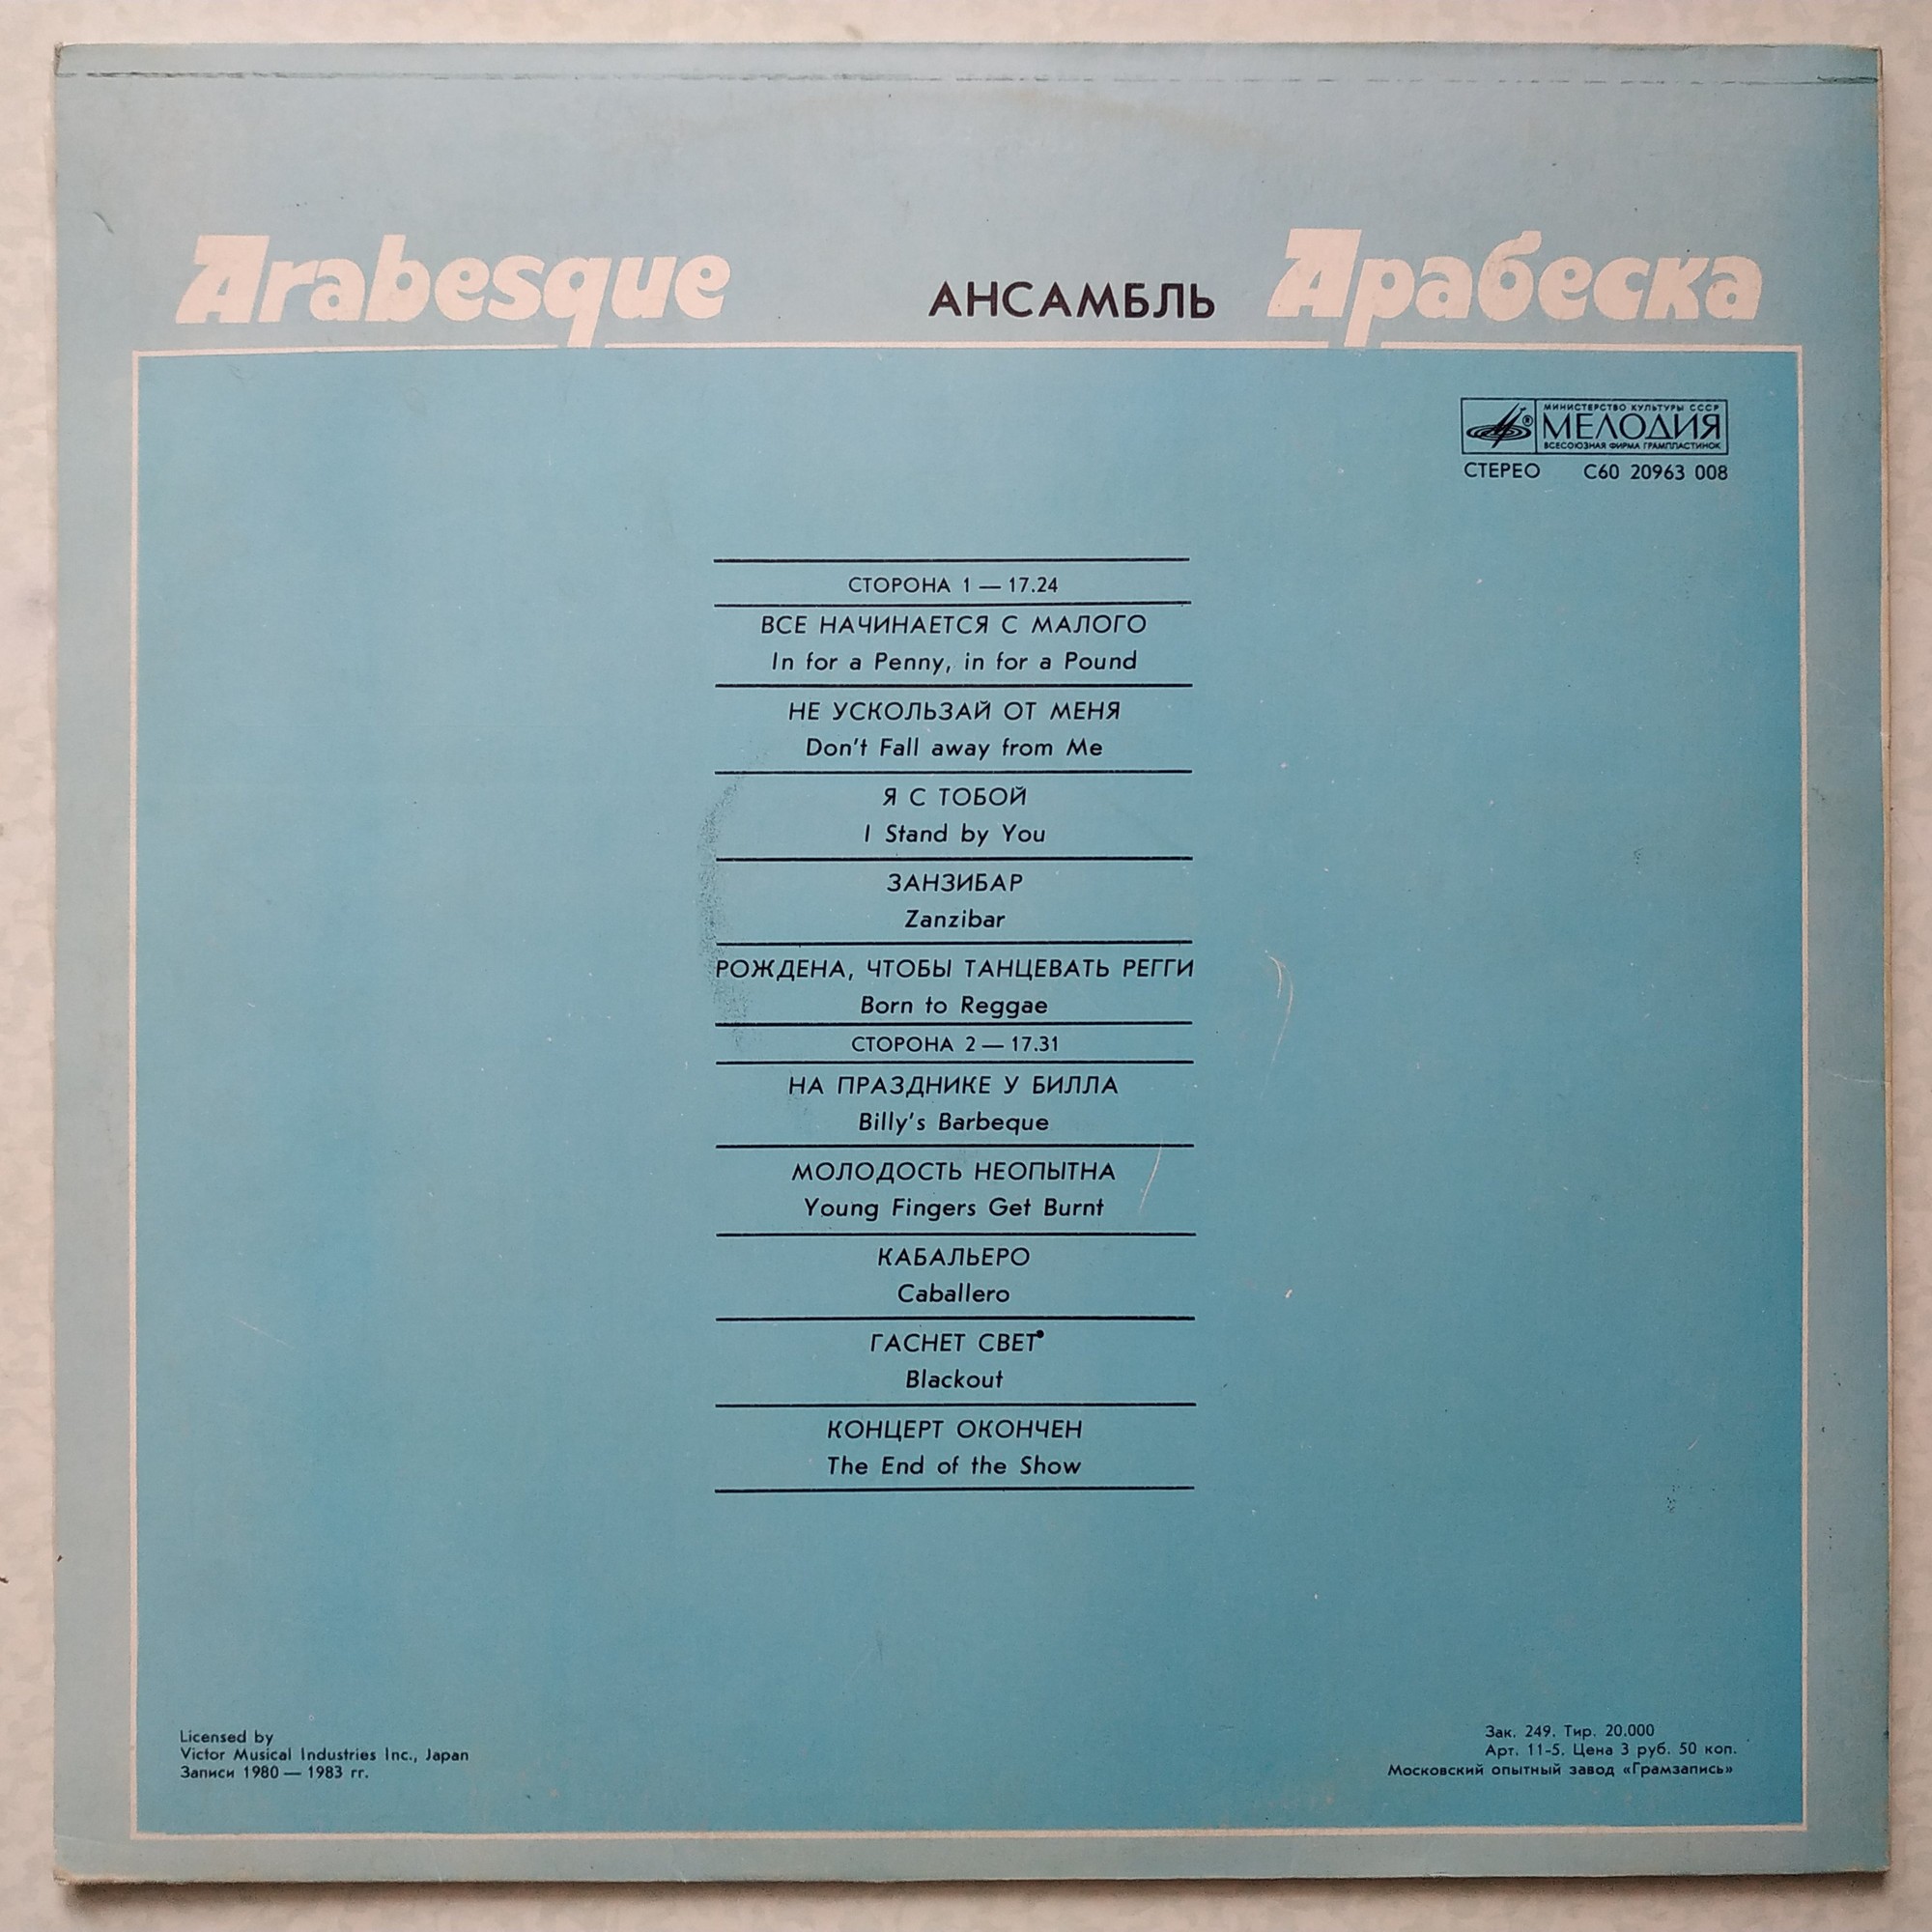 Arabesque АНСАМБЛЬ Арабеска
МИНИСТЕРСТВО КУЛЬТУРЫ СССР
МЕЛОДИЯ
ВСЕСОЮЗНАЯ ФИРМА ГРАМПЛАСТИНОК
СТЕРЕО С60 20963 008
СТОРОНА 1 — 17.24
ВСЕ НАЧИНАЕТСЯ С МАЛОГО
In for a Penny, in for a Pound
НЕ УСКОЛЬЗАЙ ОТ МЕНЯ
Don't Fall away from Me
Я С ТОБОЙ
I Stand by You
ЗАНЗИБАР
Zanzibar
РОЖДЕНА, ЧТОБЫ ТАНЦЕВАТЬ РЕГГИ
Born to Reggae
СТОРОНА 2 — 17.31
НА ПРАЗДНИКЕ У БИЛЛА
Billy's Barbeque
МОЛОДОСТЬ НЕОПЫТНА
Young Fingers Get Burnt
КАБАЛЬЕРО
Caballero
ГАСНЕТ СВЕТ
Blackout
КОНЦЕРТ ОКОНЧЕН
The End of the Show
Licensed by
Victor Musical Industries Inc., Japan
Записи 1980 — 1983 гг.
Зак. 249. Тир. 20.000
Арт. 11-5. Цена 3 руб. 50 коп.
Московский опытный завод «Грамзапись»